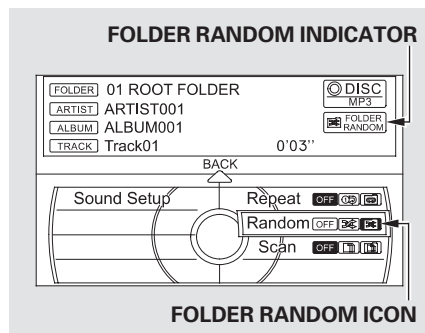 FOLDER RANDOM INDICATOR
FOLDER 01 ROOT FOLDER
DISC
MP3
ARTIST ARTIST001
ALBUM ALBUM001
FOLDER RANDOM
TRACK Track01 0'03''
BACK
Sound Setup
Repeat OFF
Random OFF
Scan OFF
FOLDER RANDOM ICON